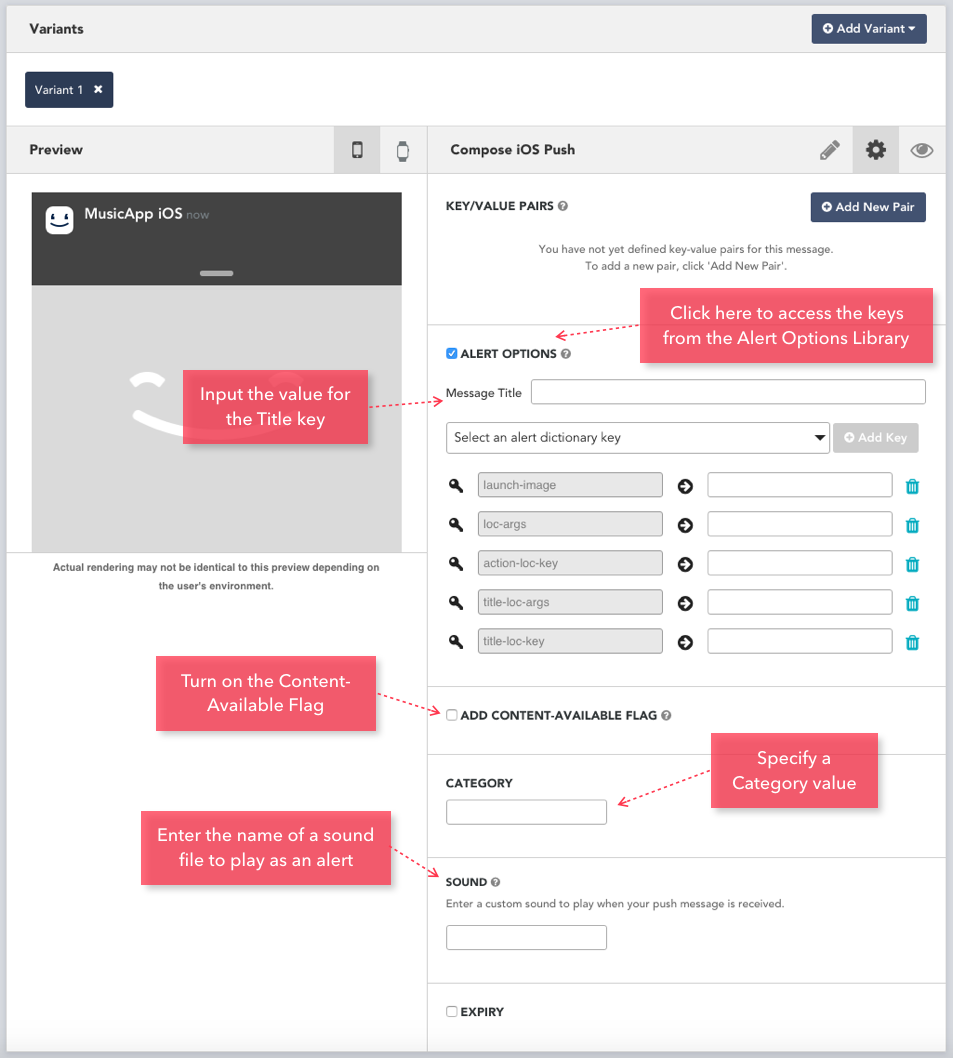 Variants
Add Variant
Variant 1
Preview
Compose iOS Push
MusicApp iOS now
KEY/VALUE PAIRS
Add New Pair
You have not yet defined key-value pairs for this message.
To add a new pair, click 'Add New Pair'.
Click here to access the keys
from the Alert Options Library
ALERT OPTIONS
Input the value for
the Title key
Message Title
Select an alert dictionary key
Add Key
launch-image
loc-args
action-loc-key
title-loc-args
title-loc-key
Actual rendering may not be identical to this preview depending on
the user's environment.
Turn on the Content-
Available Flag
ADD CONTENT-AVAILABLE FLAG
Specify a
Category value
CATEGORY
Enter the name of a sound
file to play as an alert
SOUND
Enter a custom sound to play when your push message is received.
EXPIRY